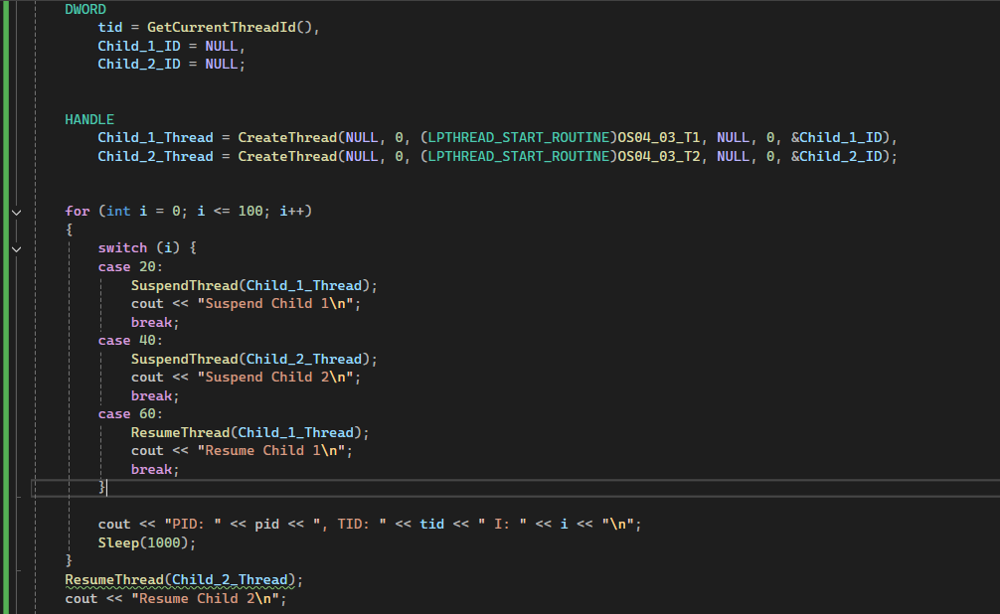 DWORD
tid = GetCurrentThreadId(),
Child_1_ID = NULL,
Child_2_ID = NULL;
HANDLE
Child_1_Thread = CreateThread(NULL, 0, (LPTHREAD_START_ROUTINE)OS04_03_T1, NULL, 0, &Child_1_ID),
Child_2_Thread = CreateThread(NULL, 0, (LPTHREAD_START_ROUTINE)OS04_03_T2, NULL, 0, &Child_2_ID);
for (int i = 0; i <= 100; i++)
{
switch (i) {
case 20:
SuspendThread(Child_1_Thread);
cout << "Suspend Child 1\n";
break;
case 40:
SuspendThread(Child_2_Thread);
cout << "Suspend Child 2\n";
break;
case 60:
ResumeThread(Child_1_Thread);
cout << "Resume Child 1\n";
break;
}
cout << "PID: " << pid << ", TID: " << tid << " I: " << i << "\n";
Sleep(1000);
}
ResumeThread(Child_2_Thread);
cout << "Resume Child 2\n";